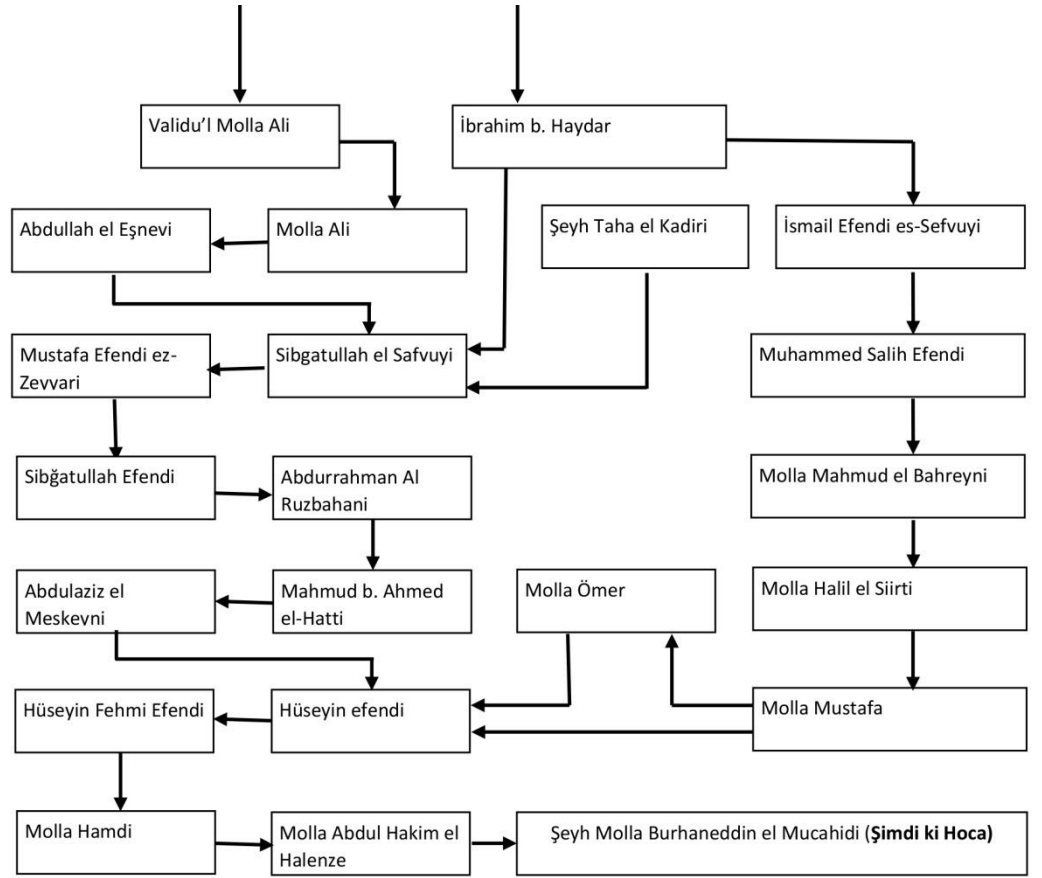 Validu’l Molla Ali
İbrahim b. Haydar
Abdullah el Eşnevi
Molla Ali
Şeyh Taha el Kadiri
İsmail Efendi es-Sefvuyi
Mustafa Efendi ez-
Zevvari
Sibgatullah el Safvuyi
Muhammed Salih Efendi
Sibğatullah Efendi
Abdurrahman Al
Ruzbahani
Molla Mahmud el Bahreyni
Abdulaziz el
Meskevni
Mahmud b. Ahmed
el-Hatti
Molla Ömer
Molla Halil el Siirti
Hüseyin Fehmi Efendi
Hüseyin efendi
Molla Mustafa
Molla Hamdi
Molla Abdul Hakim el
Halenze
Şeyh Molla Burhaneddin el Mucahidi (Şimdi ki Hoca)